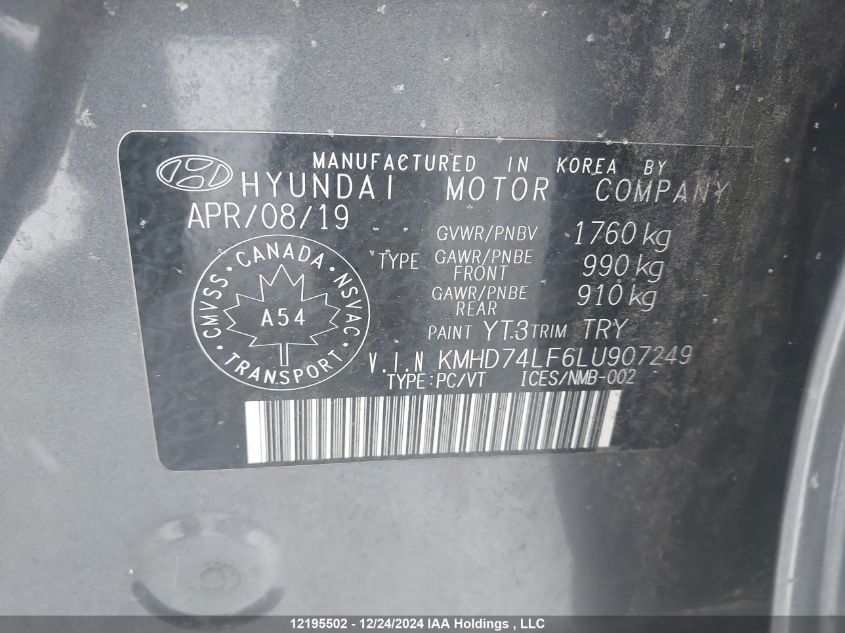 MANUFACTURED IN KOREA BY
HYUNDAI MOTOR COMPANY
APR/08/19
GVWR/PNBV 1760 kg
TYPE GAWR/PNBE FRONT 990 kg
GAWR/PNBE REAR 910 kg
PAINT YT3 TRIM TRY
V.I.N KMHD74LF6LU907249
TYPE:PC/VT ICES/NMB-002
CMVSS · CANADA · NSVAC · TRANSPORT ·
A54
12195502 - 12/24/2024 IAA Holdings , LLC